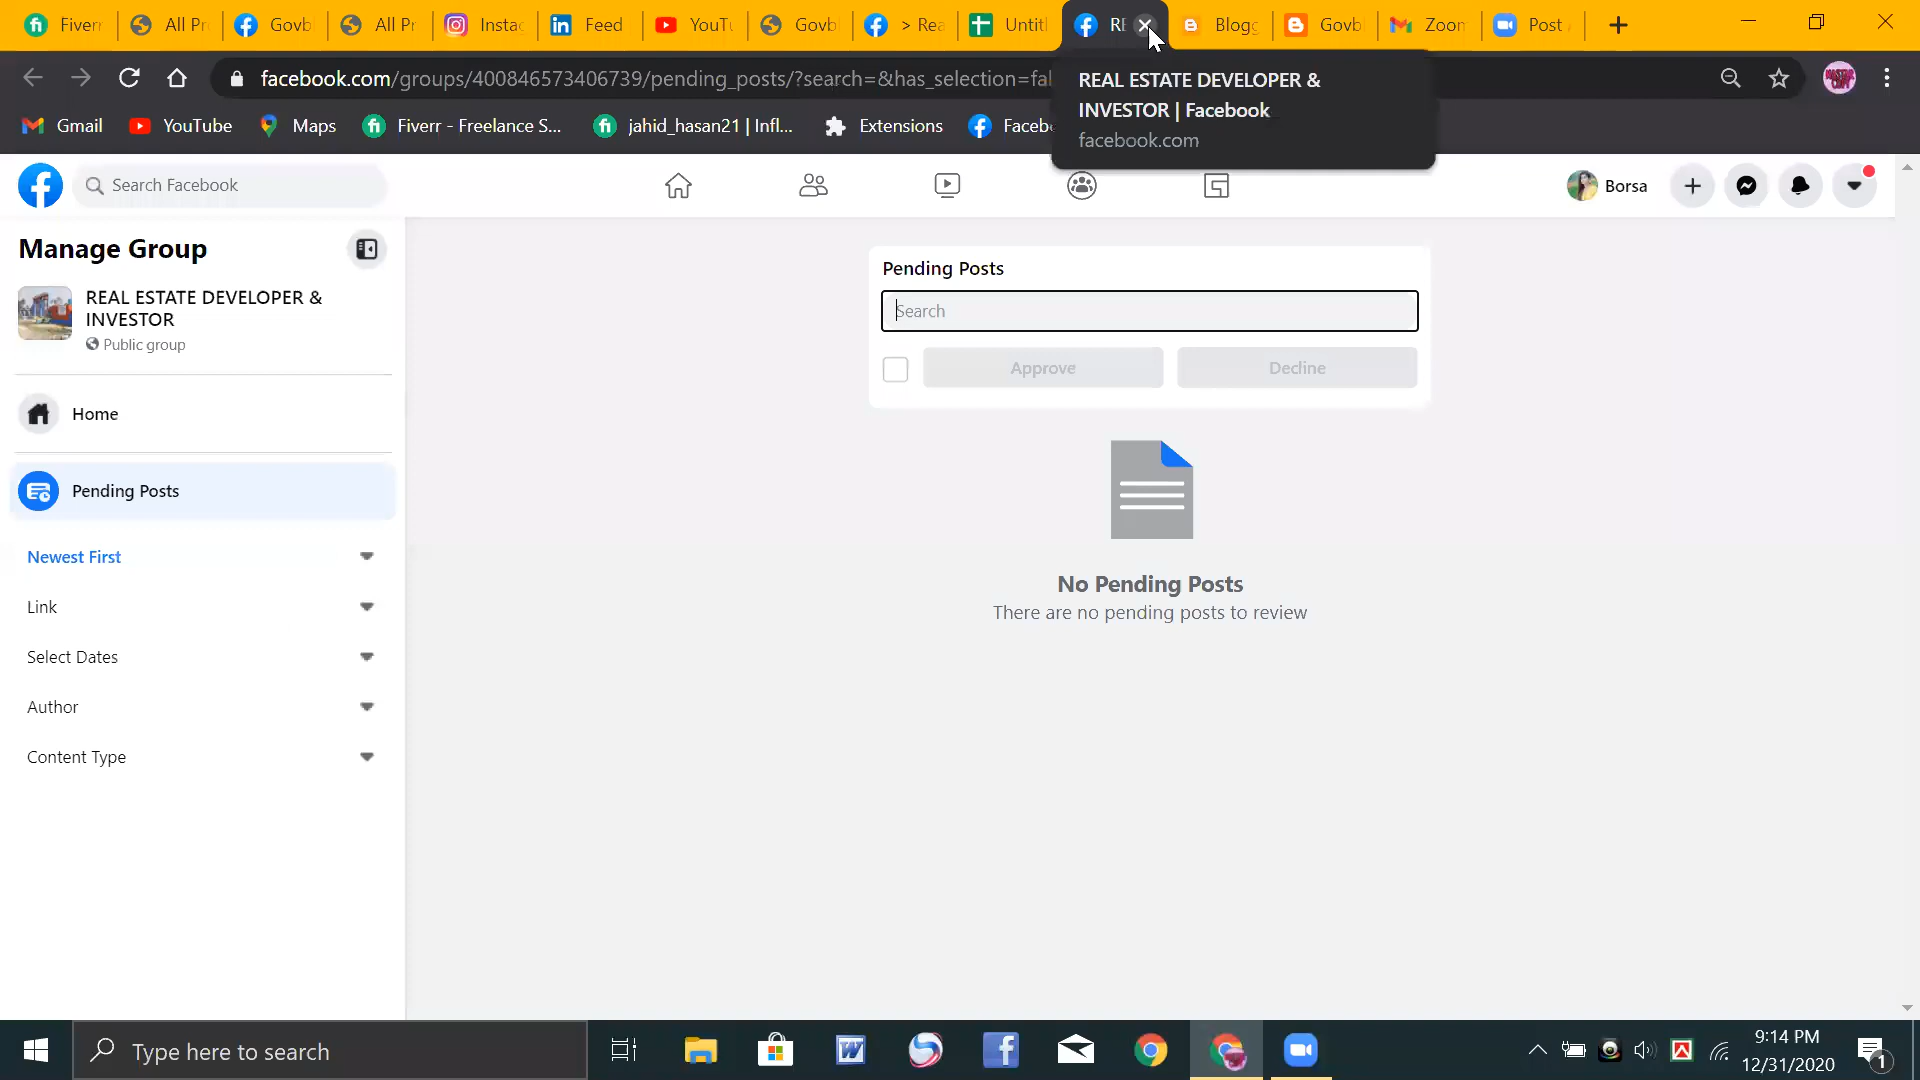 Fiverr
All Pr
Govb
All Pr
Insta
Feed
YouTu
Govb
> Rea
Untit
RE
Blogg
Govb
Zoom
Post
facebook.com/groups/400846573406739/pending_posts/?search=&has_selection=fal
REAL ESTATE DEVELOPER &
INVESTOR | Facebook
facebook.com
Gmail
YouTube
Maps
Fiverr - Freelance S...
jahid_hasan21 | Infl...
Extensions
Facebo
Search Facebook
Borsa
Manage Group
REAL ESTATE DEVELOPER &
INVESTOR
Public group
Home
Pending Posts
Newest First
Link
Select Dates
Author
Content Type
Pending Posts
Search
Approve
Decline
No Pending Posts
There are no pending posts to review
Type here to search
9:14 PM
12/31/2020
1